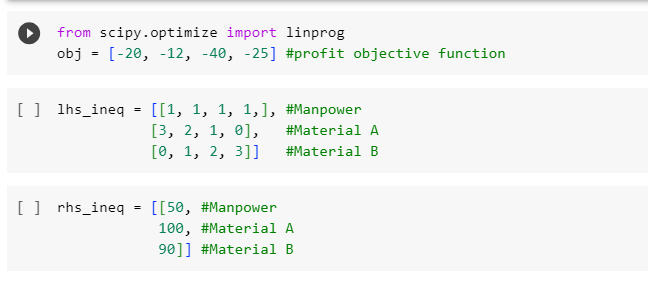 from scipy.optimize import linprog
obj = [-20, -12, -40, -25] #profit objective function
[ ] lhs_ineq = [[1, 1, 1, 1,], #Manpower
[3, 2, 1, 0],   #Material A
[0, 1, 2, 3]]   #Material B
[ ] rhs_ineq = [[50, #Manpower
100, #Material A
90]] #Material B